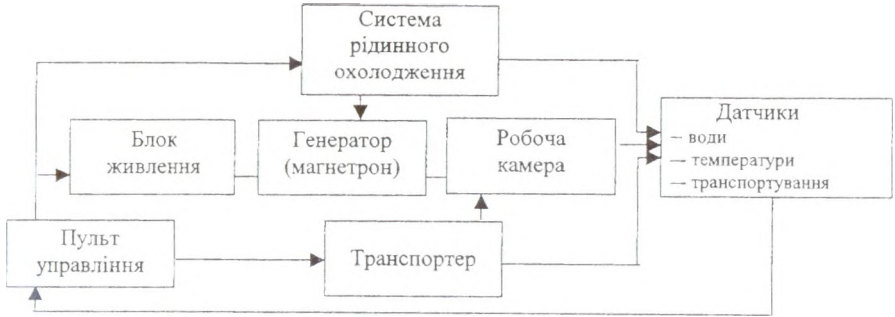 Система
рідинного
охолодження
Блок
живлення
Генератор
(магнетрон)
Робоча
камера
Датчики
– води
– температури
– транспортування
Пульт
управління
Транспортер